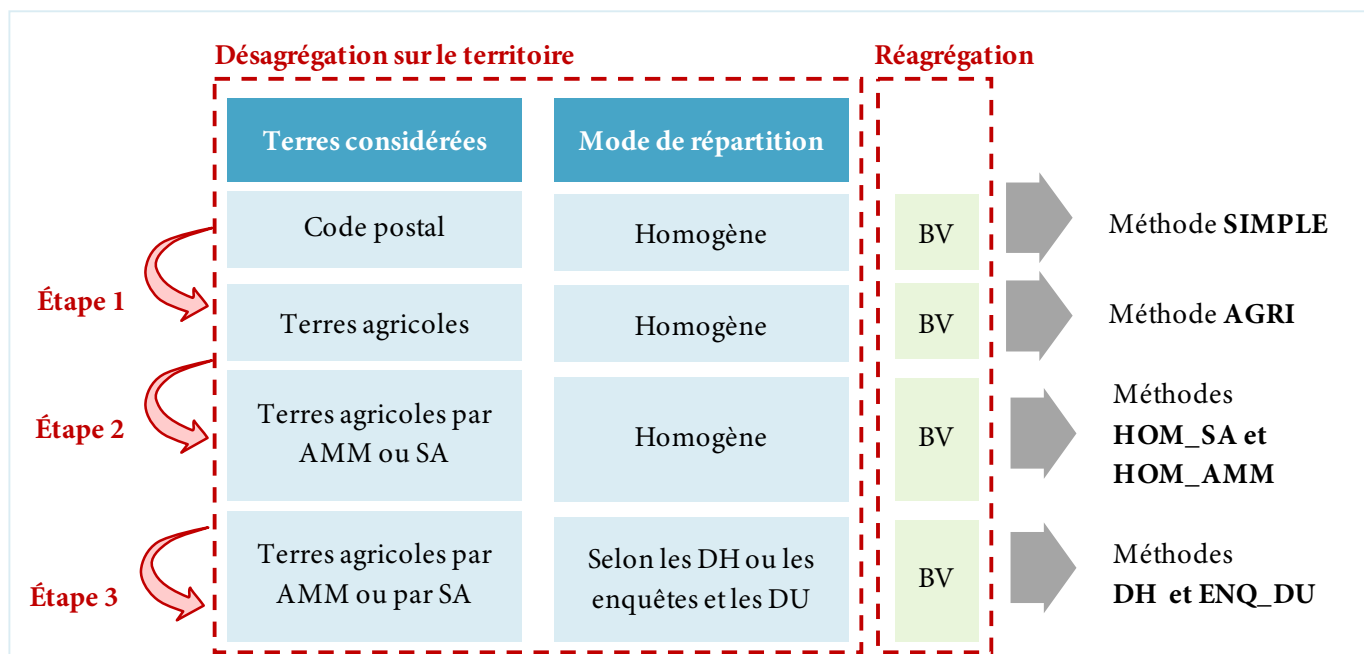 Désagrégation sur le territoire
Réagrégation
Terres considérées
Mode de répartition
Code postal
Homogène
BV
Méthode SIMPLE
Étape 1
Terres agricoles
Homogène
BV
Méthode AGRI
Étape 2
Terres agricoles par
AMM ou SA
Homogène
BV
Méthodes
HOM_SA et
HOM_AMM
Étape 3
Terres agricoles par
AMM ou par SA
Selon les DH ou les
enquêtes et les DU
BV
Méthodes
DH et ENQ_DU